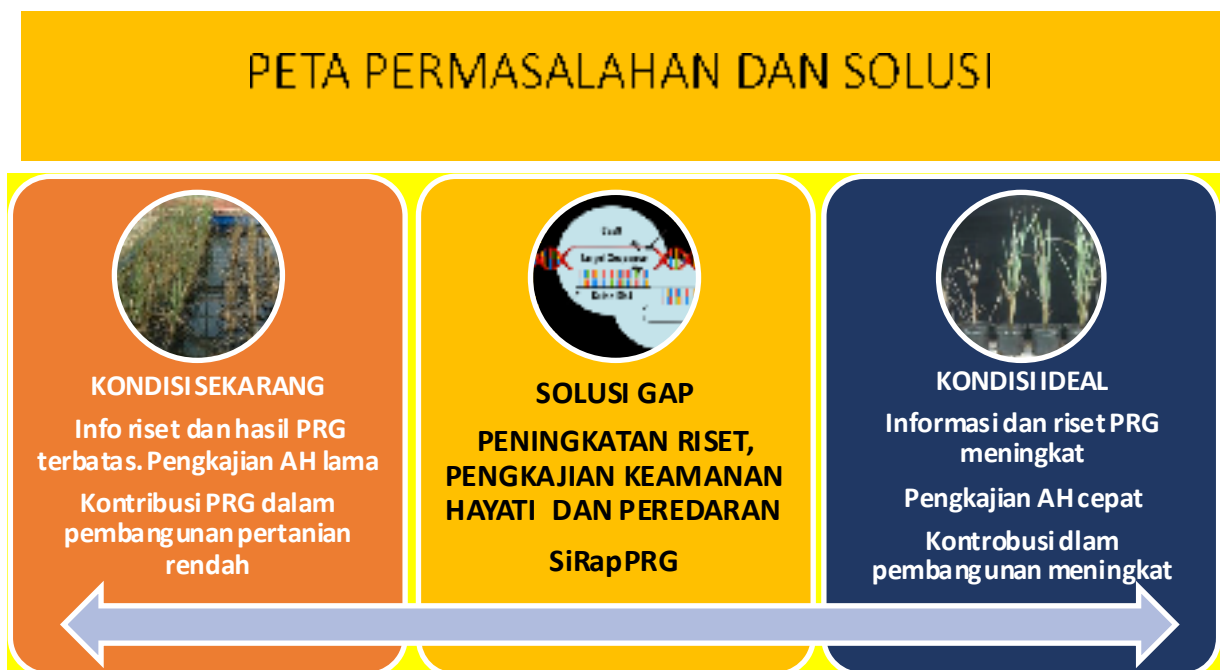 PETA PERMASALAHAN DAN SOLUSI
KONDISI SEKARANG
Info riset dan hasil PRG
terbatas. Pengkajian AH lama
Kontribusi PRG dalam
pembangunan pertanian
rendah
SOLUSI GAP
PENINGKATAN RISET,
PENGKAJIAN KEAMANAN
HAYATI DAN PEREDARAN
SiRapPRG
KONDISI IDEAL
Informasi dan riset PRG
meningkat
Pengkajian AH cepat
Kontrobusi dlam
pembangunan meningkat